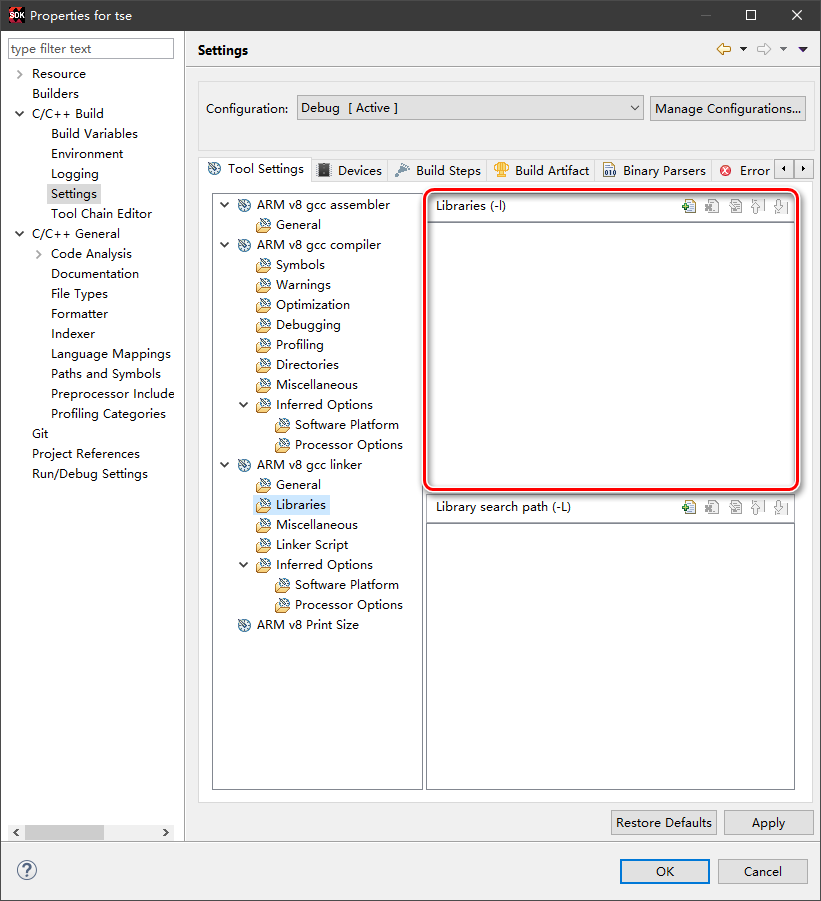 SDK Properties for tse
type filter text
Resource
Builders
C/C++ Build
Build Variables
Environment
Logging
Settings
Tool Chain Editor
C/C++ General
Code Analysis
Documentation
File Types
Formatter
Indexer
Language Mappings
Paths and Symbols
Preprocessor Include
Profiling Categories
Git
Project References
Run/Debug Settings
Settings
Configuration: Debug [ Active ] Manage Configurations...
Tool Settings Devices Build Steps Build Artifact Binary Parsers Error
ARM v8 gcc assembler
General
ARM v8 gcc compiler
Symbols
Warnings
Optimization
Debugging
Profiling
Directories
Miscellaneous
Inferred Options
Software Platform
Processor Options
ARM v8 gcc linker
General
Libraries
Miscellaneous
Linker Script
Inferred Options
Software Platform
Processor Options
ARM v8 Print Size
Libraries (-l)
Library search path (-L)
Restore Defaults Apply
? OK Cancel